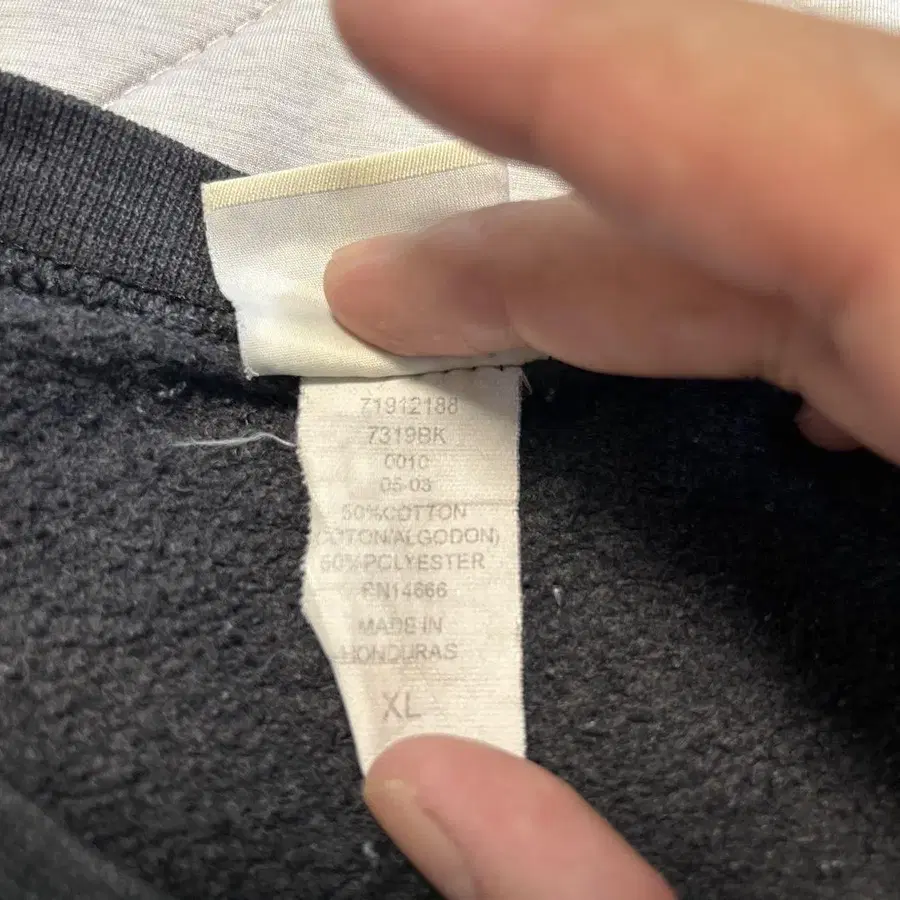 71912188
7319BK
0010
05-03
50%COTTON
COTON/ALGODON)
50%POLYESTER
RN14666
MADE IN
HONDURAS
XL